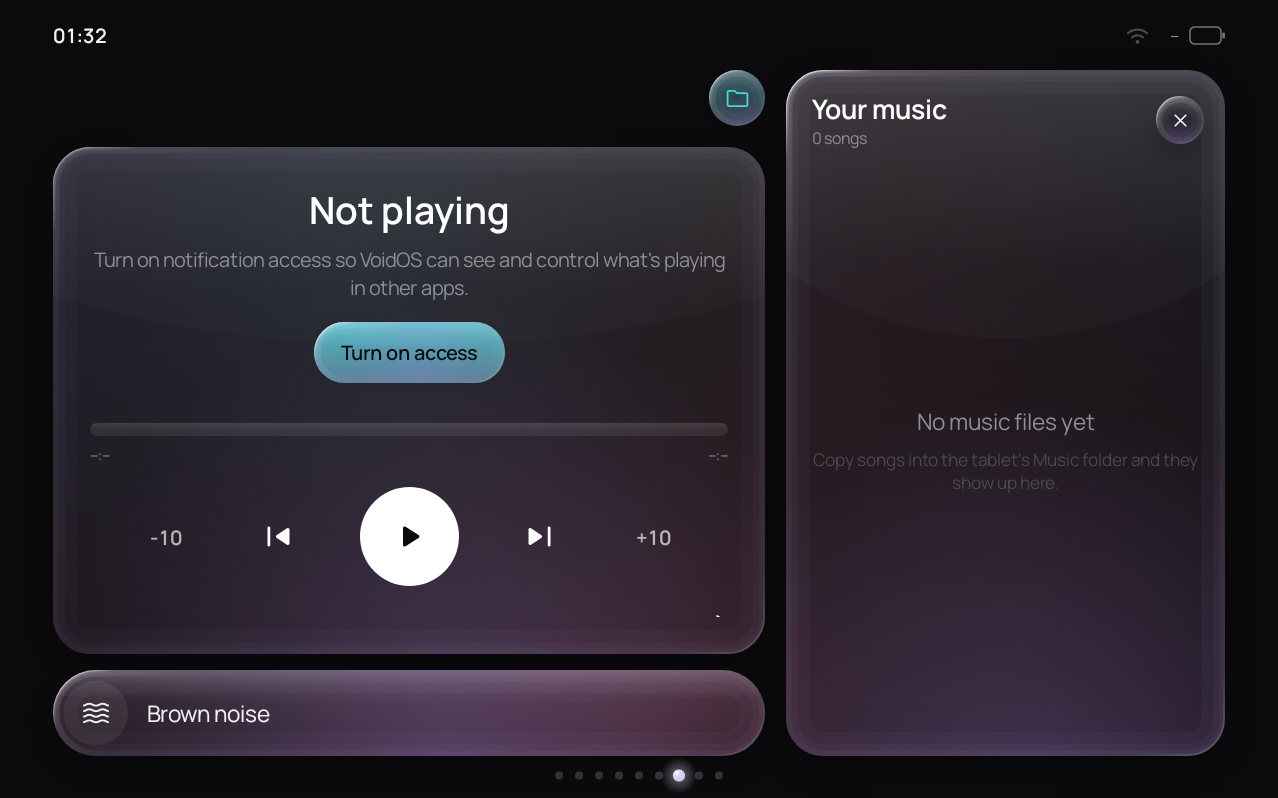 01:32
–
Your music
0 songs
Not playing
Turn on notification access so VoidOS can see and control what's playing
in other apps.
Turn on access
–:–
–:–
-10
+10
No music files yet
Copy songs into the tablet's Music folder and they
show up here.
Brown noise